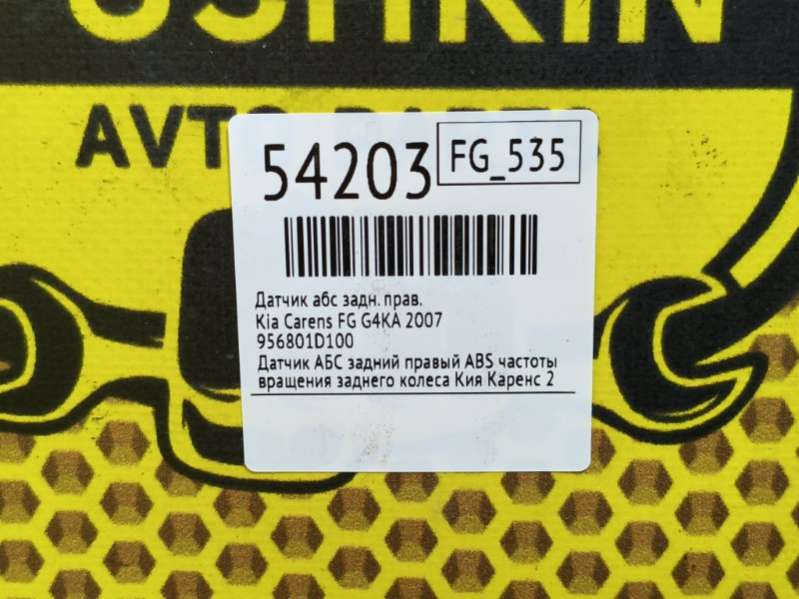 AVTO
54203
FG_535
Датчик абс задн. прав.
Kia Carens FG G4KA 2007
956801D100
Датчик АБС задний правый ABS частоты
вращения заднего колеса Кия Каренс 2